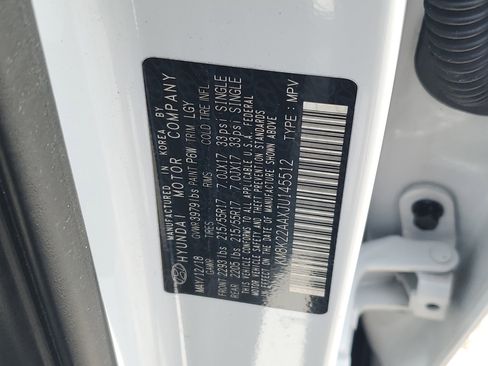 MANUFACTURED IN KOREA BY
HYUNDAI MOTOR COMPANY
MAY/12/18 GVWR 3979 lbs PAINT P6W TRIM LGY
GAWR TIRES RIMS COLD TIRE INFL
FRONT 2293 lbs 215/55R17 7.0JX17 33psi SINGLE
REAR 2205 lbs 215/55R17 7.0JX17 33psi SINGLE
THIS VEHICLE CONFORMS TO ALL APPLICABLE U.S.A. FEDERAL
MOTOR VEHICLE SAFETY, BUMPER, AND THEFT PREVENTION STANDARDS
IN EFFECT ON THE DATE OF MANUFACTURE SHOWN ABOVE.
TYPE : MPV